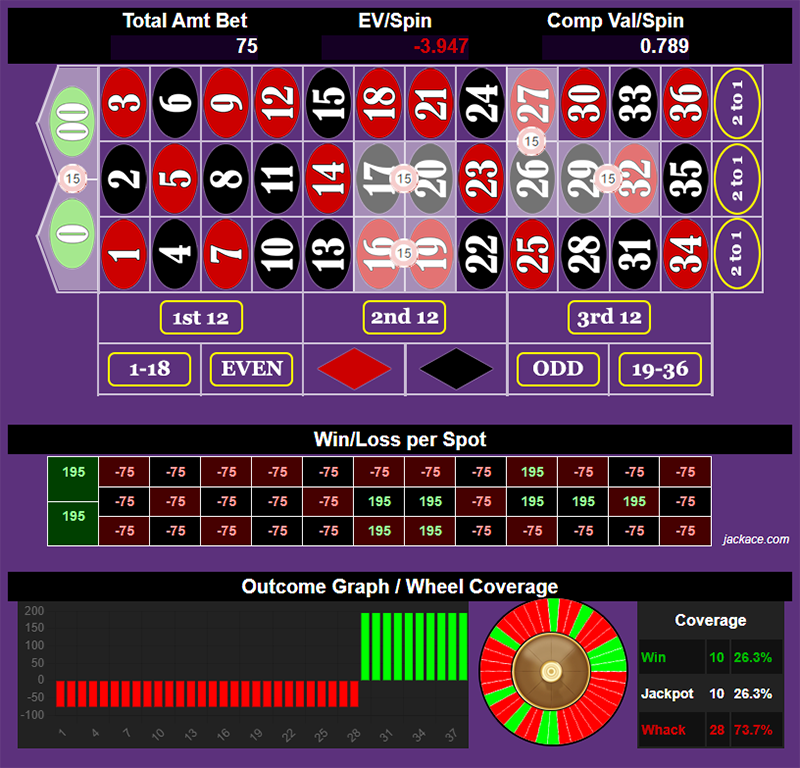 Total Amt Bet EV/Spin Comp Val/Spin
75 -3.947 0.789
00 3 6 9 12 15 18 21 24 27 30 33 36 2 to 1
15
15 2 5 8 11 14 17 15 20 23 26 29 15 32 35 2 to 1
0 1 4 7 10 13 16 15 19 22 25 28 31 34 2 to 1
1st 12 2nd 12 3rd 12
1-18 EVEN ODD 19-36
Win/Loss per Spot
195 -75 -75 -75 -75 -75 -75 -75 -75 195 -75 -75 -75
-75 -75 -75 -75 -75 195 195 -75 195 195 195 -75
195 -75 -75 -75 -75 -75 195 195 -75 -75 -75 -75 -75
jackace.com
Outcome Graph / Wheel Coverage
200
150
100
50
0
-50
-100
1 4 7 10 13 16 19 22 25 28 31 34 37
Coverage
Win 10 26.3%
Jackpot 10 26.3%
Whack 28 73.7%